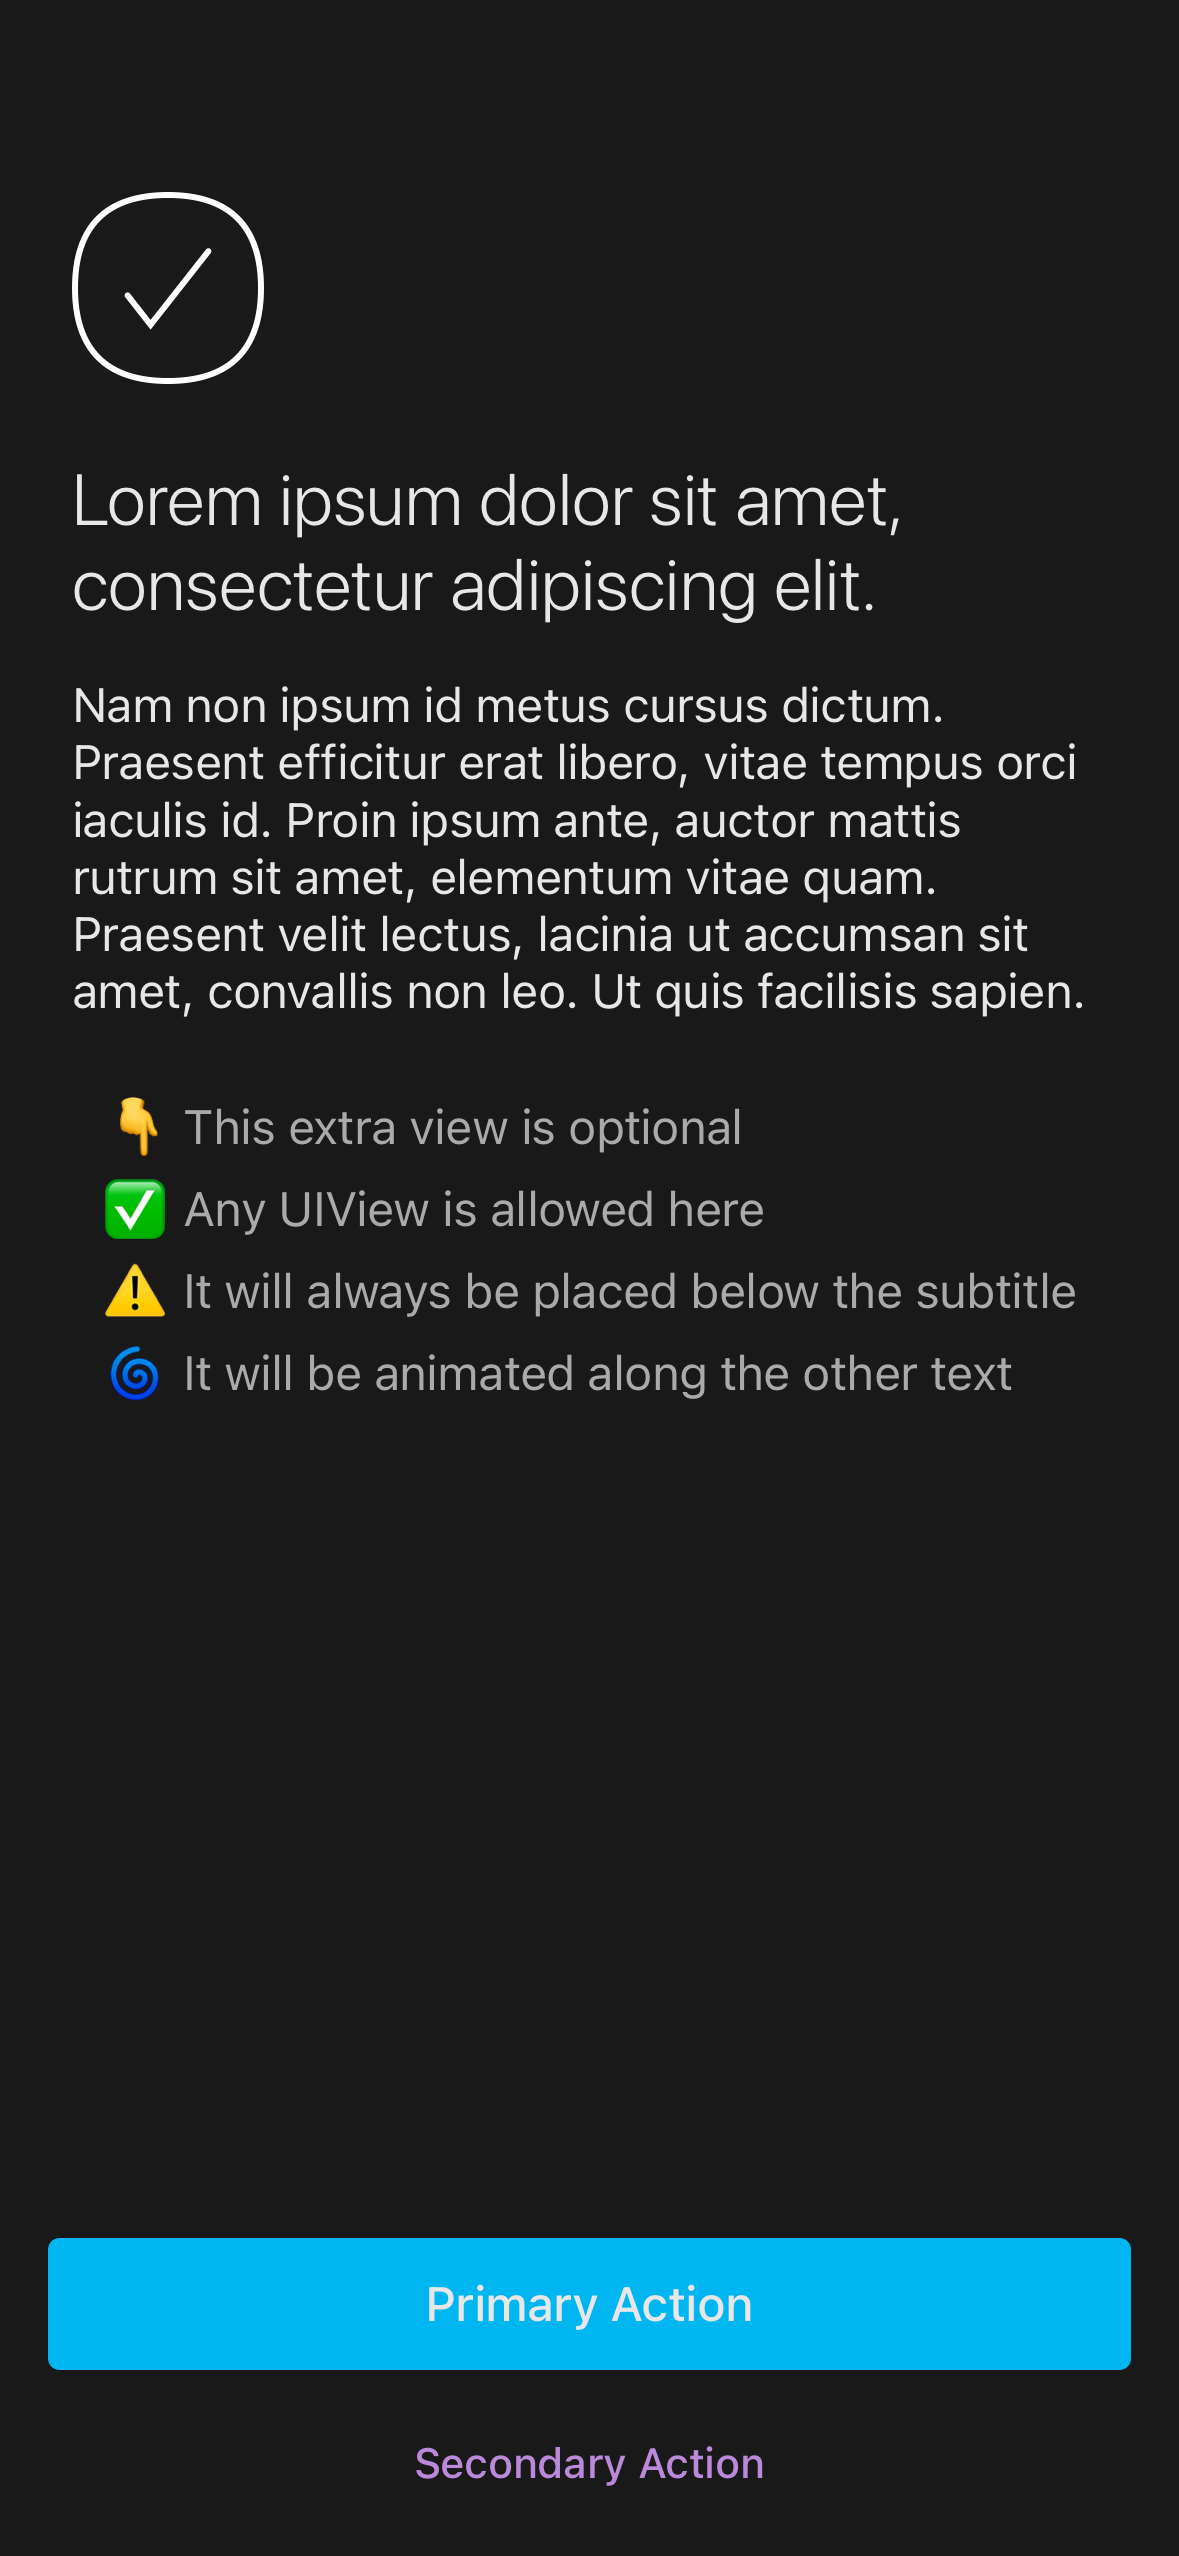 Lorem ipsum dolor sit amet,
consectetur adipiscing elit.
Nam non ipsum id metus cursus dictum.
Praesent efficitur erat libero, vitae tempus orci
iaculis id. Proin ipsum ante, auctor mattis
rutrum sit amet, elementum vitae quam.
Praesent velit lectus, lacinia ut accumsan sit
amet, convallis non leo. Ut quis facilisis sapien.
👇 This extra view is optional
✅ Any UIView is allowed here
⚠️ It will always be placed below the subtitle
🌀 It will be animated along the other text
Primary Action
Secondary Action